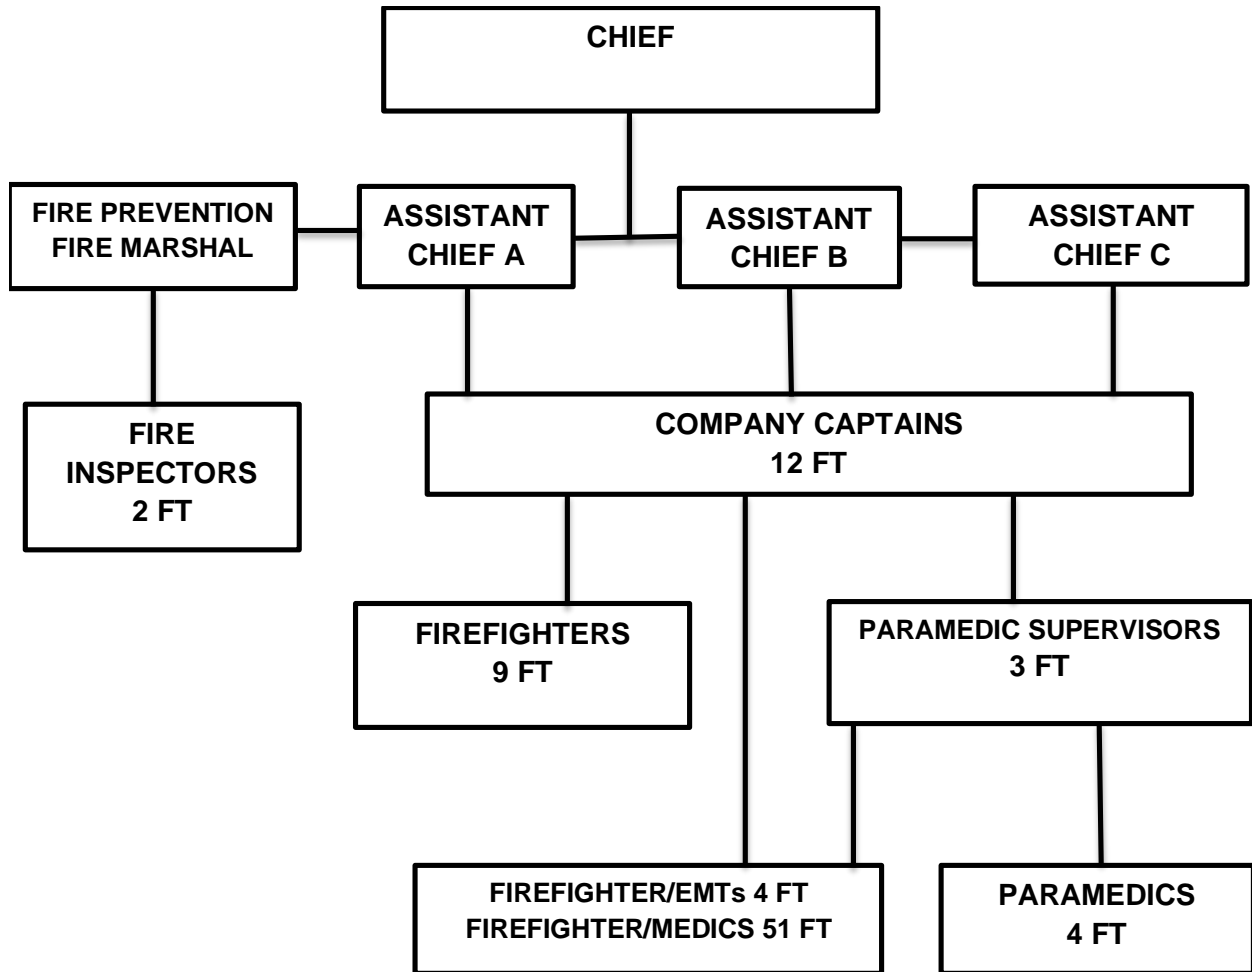 CHIEF
FIRE PREVENTION
FIRE MARSHAL
ASSISTANT
CHIEF A
ASSISTANT
CHIEF B
ASSISTANT
CHIEF C
FIRE
INSPECTORS
2 FT
COMPANY CAPTAINS
12 FT
FIREFIGHTERS
9 FT
PARAMEDIC SUPERVISORS
3 FT
FIREFIGHTER/EMTs 4 FT
FIREFIGHTER/MEDICS 51 FT
PARAMEDICS
4 FT